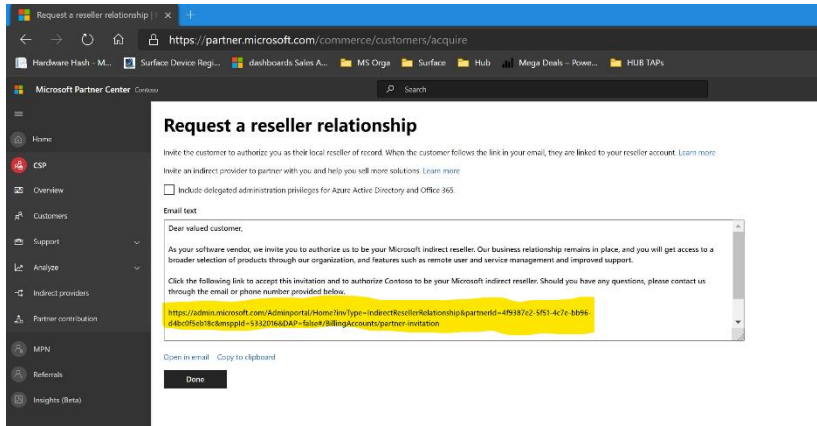 Request a reseller relationship |
https://partner.microsoft.com/commerce/customers/acquire
Hardware Hash - M... Surface Device Regi... dashboards Sales A... MS Orga Surface Hub Mega Deals – Powe... HUB TAPs
Microsoft Partner Center Contoso
Search
Home
CSP
Overview
Customers
Support
Analyze
Indirect providers
Partner contribution
MPN
Referrals
Insights (Beta)
Request a reseller relationship
Invite the customer to authorize you as their local reseller of record. When the customer follows the link in your email, they are linked to your reseller account. Learn more
Invite an indirect provider to partner with you and help you sell more solutions. Learn more
Include delegated administration privileges for Azure Active Directory and Office 365.
Email text
Dear valued customer,
As your software vendor, we invite you to authorize us to be your Microsoft indirect reseller. Our business relationship remains in place, and you will get access to a
broader selection of products through our organization, and features such as remote user and service management and improved support.
Click the following link to accept this invitation and to authorize Contoso to be your Microsoft indirect reseller. Should you have any questions, please contact us
through the email or phone number provided below.
https://admin.microsoft.com/Adminportal/Home?invType=IndirectResellerRelationship&partnerId=4f9387e2-5f51-4c7e-bb96-
d4bc0f5eb18c&msppId=5332016&DAP=false#/BillingAccounts/partner-invitation
Open in email Copy to clipboard
Done